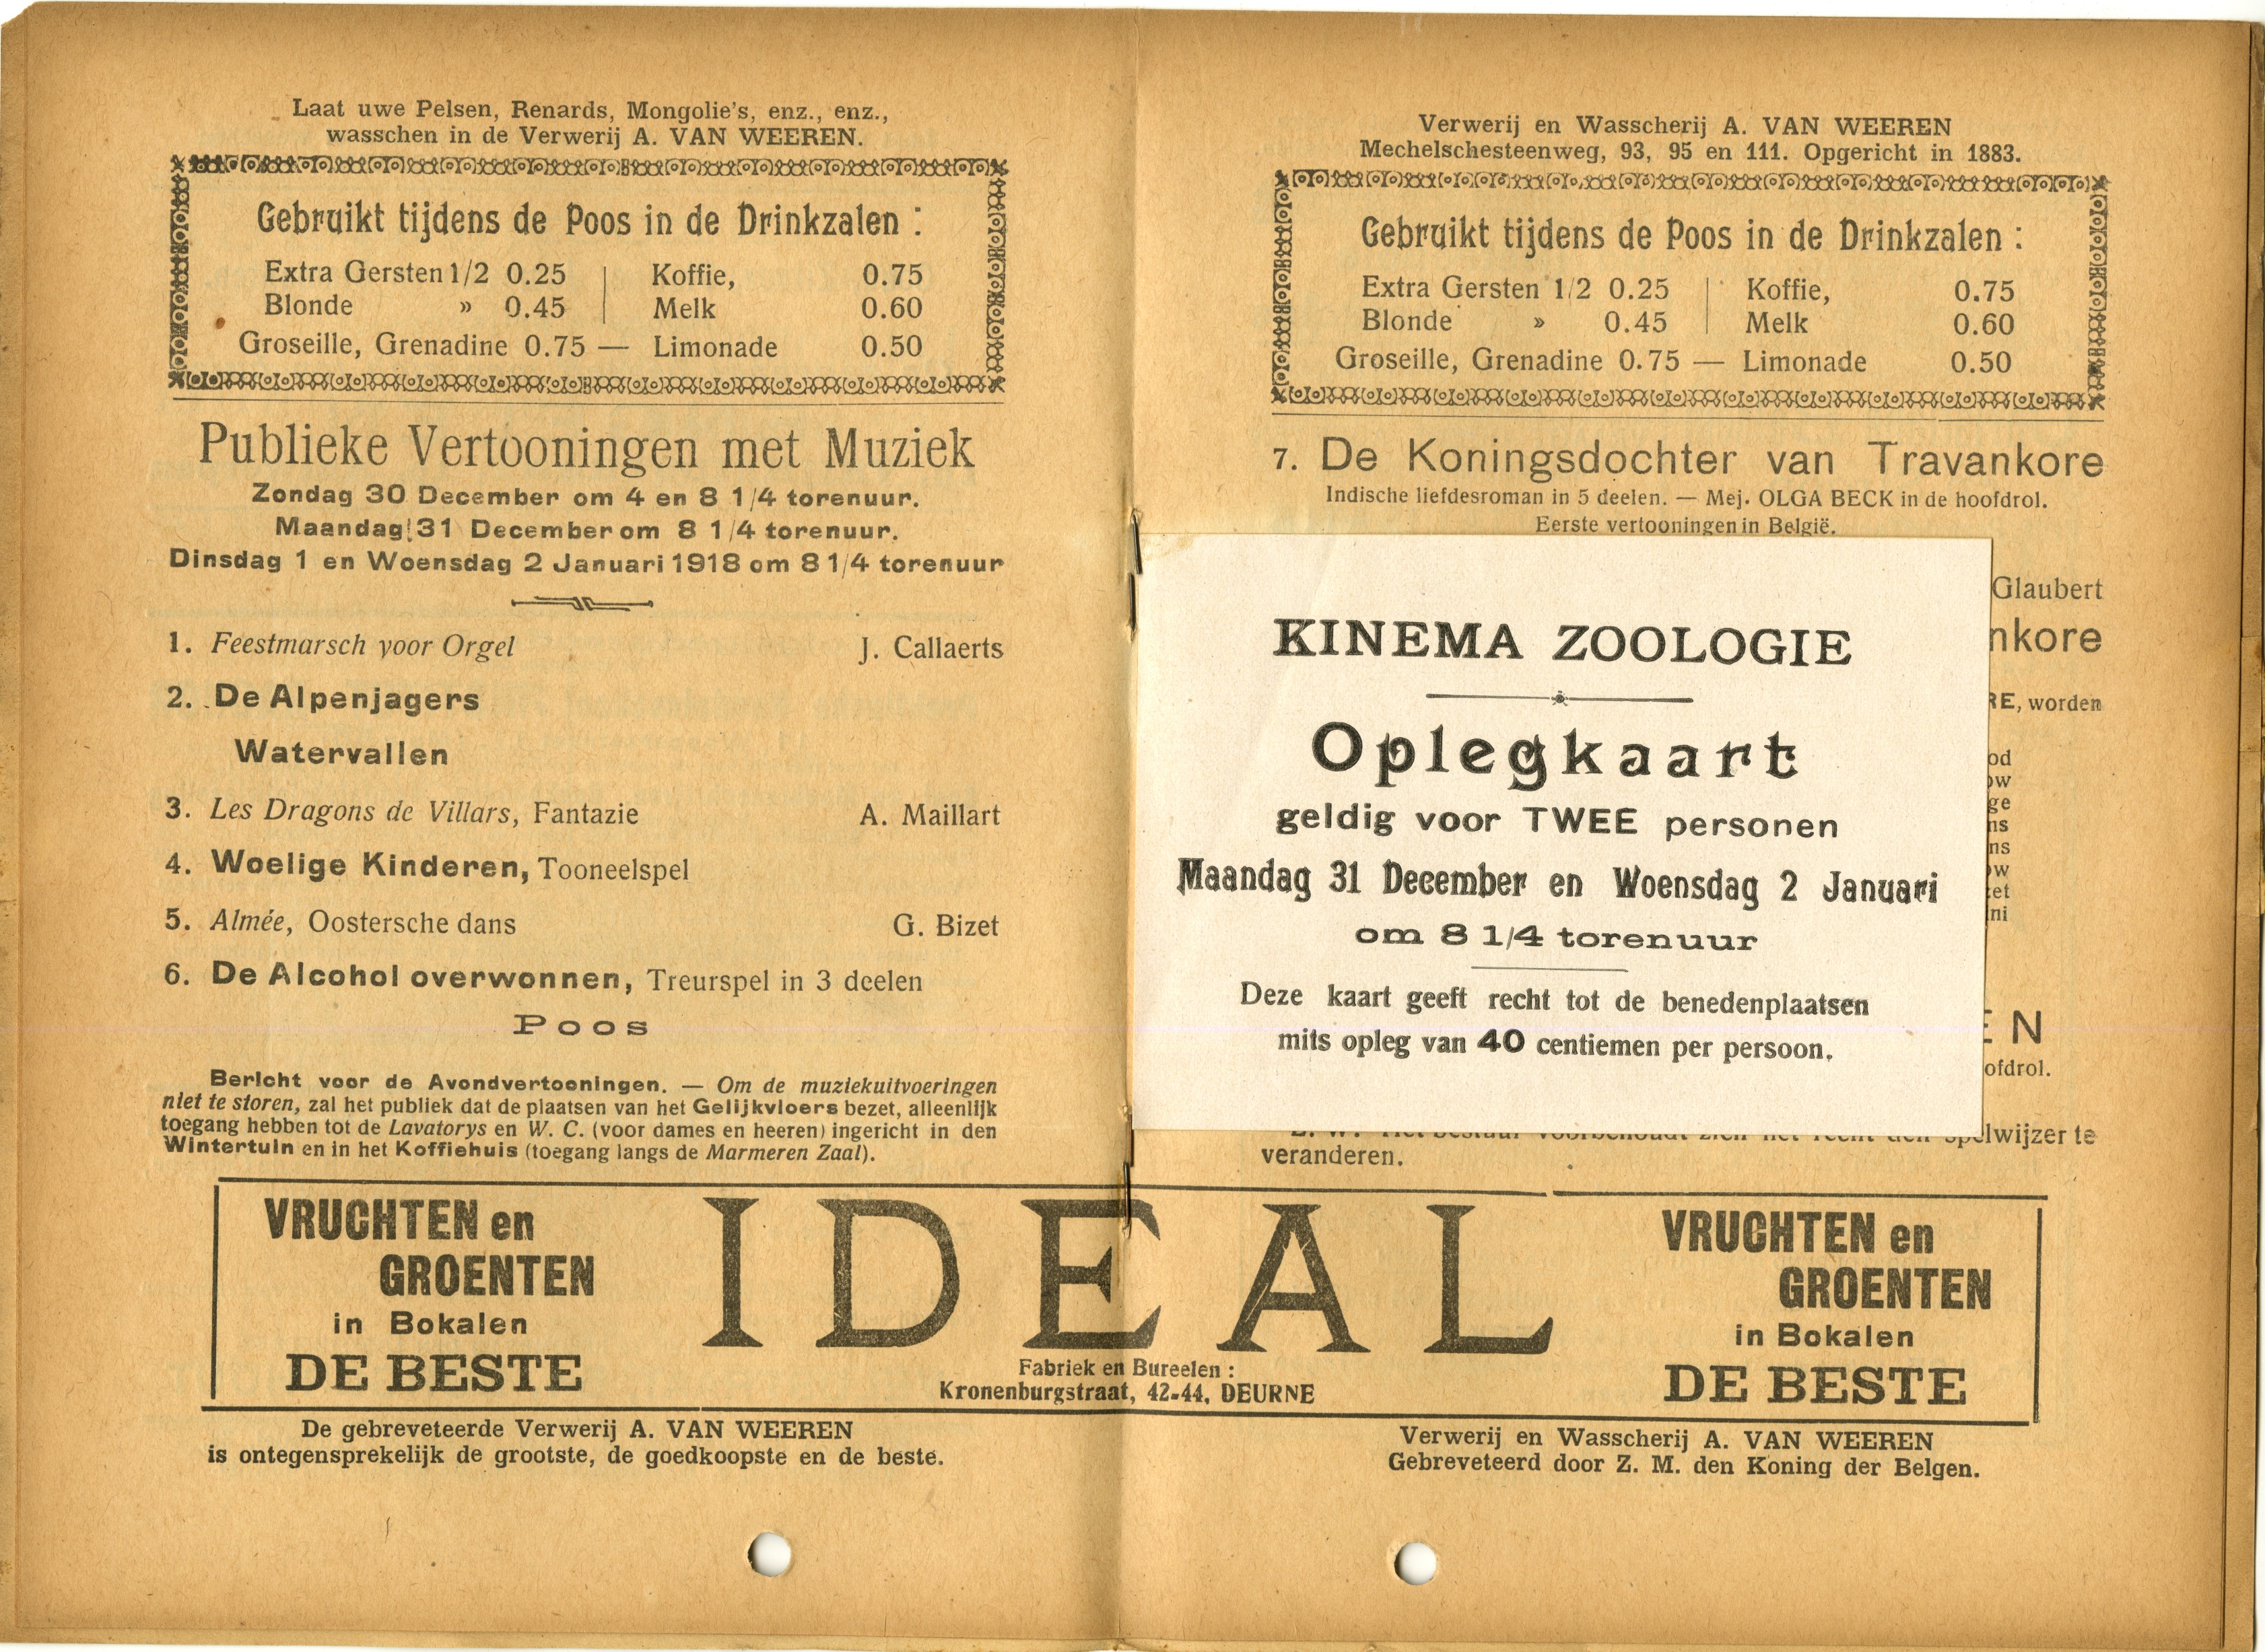 Laat uwe Pelsen, Renards, Mongolie's, enz., enz.,
wasschen in de Verwerij A. VAN WEEREN.
Gebruikt tijdens de Poos in de Drinkzalen :
Extra Gersten 1/2 0.25 Koffie, 0.75
Blonde » 0.45 Melk 0.60
Groseille, Grenadine 0.75 — Limonade 0.50
Publieke Vertooningen met Muziek
Zondag 30 December om 4 en 8 1/4 torenuur.
Maandag 31 December om 8 1/4 torenuur.
Dinsdag 1 en Woensdag 2 Januari 1918 om 8 1/4 torenuur
1. Feestmarsch voor Orgel J. Callaerts
2. De Alpenjagers
Watervallen
3. Les Dragons de Villars, Fantazie A. Maillart
4. Woelige Kinderen, Tooneelspel
5. Almée, Oostersche dans G. Bizet
6. De Alcohol overwonnen, Treurspel in 3 deelen
Poos
Bericht voor de Avondvertooningen. — Om de muziekuitvoeringen
niet te storen, zal het publiek dat de plaatsen van het Gelijkvloers bezet, alleenlijk
toegang hebben tot de Lavatorys en W. C. (voor dames en heeren) ingericht in den
Wintertuin en in het Koffiehuis (toegang langs de Marmeren Zaal).
Verwerij en Wasscherij A. VAN WEEREN
Mechelschesteenweg, 93, 95 en 111. Opgericht in 1883.
Gebruikt tijdens de Poos in de Drinkzalen :
Extra Gersten 1/2 0.25 Koffie, 0.75
Blonde » 0.45 Melk 0.60
Groseille, Grenadine 0.75 — Limonade 0.50
7. De Koningsdochter van Travankore
Indische liefdesroman in 5 deelen. — Mej. OLGA BECK in de hoofdrol.
Eerste vertooningen in België.
Glaubert
nkore
RE, worden
KINEMA ZOOLOGIE
Oplegkaart
geldig voor TWEE personen
Maandag 31 December en Woensdag 2 Januari
om 8 1/4 torenuur
Deze kaart geeft recht tot de benedenplaatsen
mits opleg van 40 centiemen per persoon.
ofdrol.
het recht den spelwijzer te
veranderen.
VRUCHTEN en
GROENTEN
in Bokalen
DE BESTE
IDEAL
Fabriek en Bureelen :
Kronenburgstraat, 42-44, DEURNE
VRUCHTEN en
GROENTEN
in Bokalen
DE BESTE
De gebreveteerde Verwerij A. VAN WEEREN
is ontegensprekelijk de grootste, de goedkoopste en de beste.
Verwerij en Wasscherij A. VAN WEEREN
Gebreveteerd door Z. M. den Koning der Belgen.